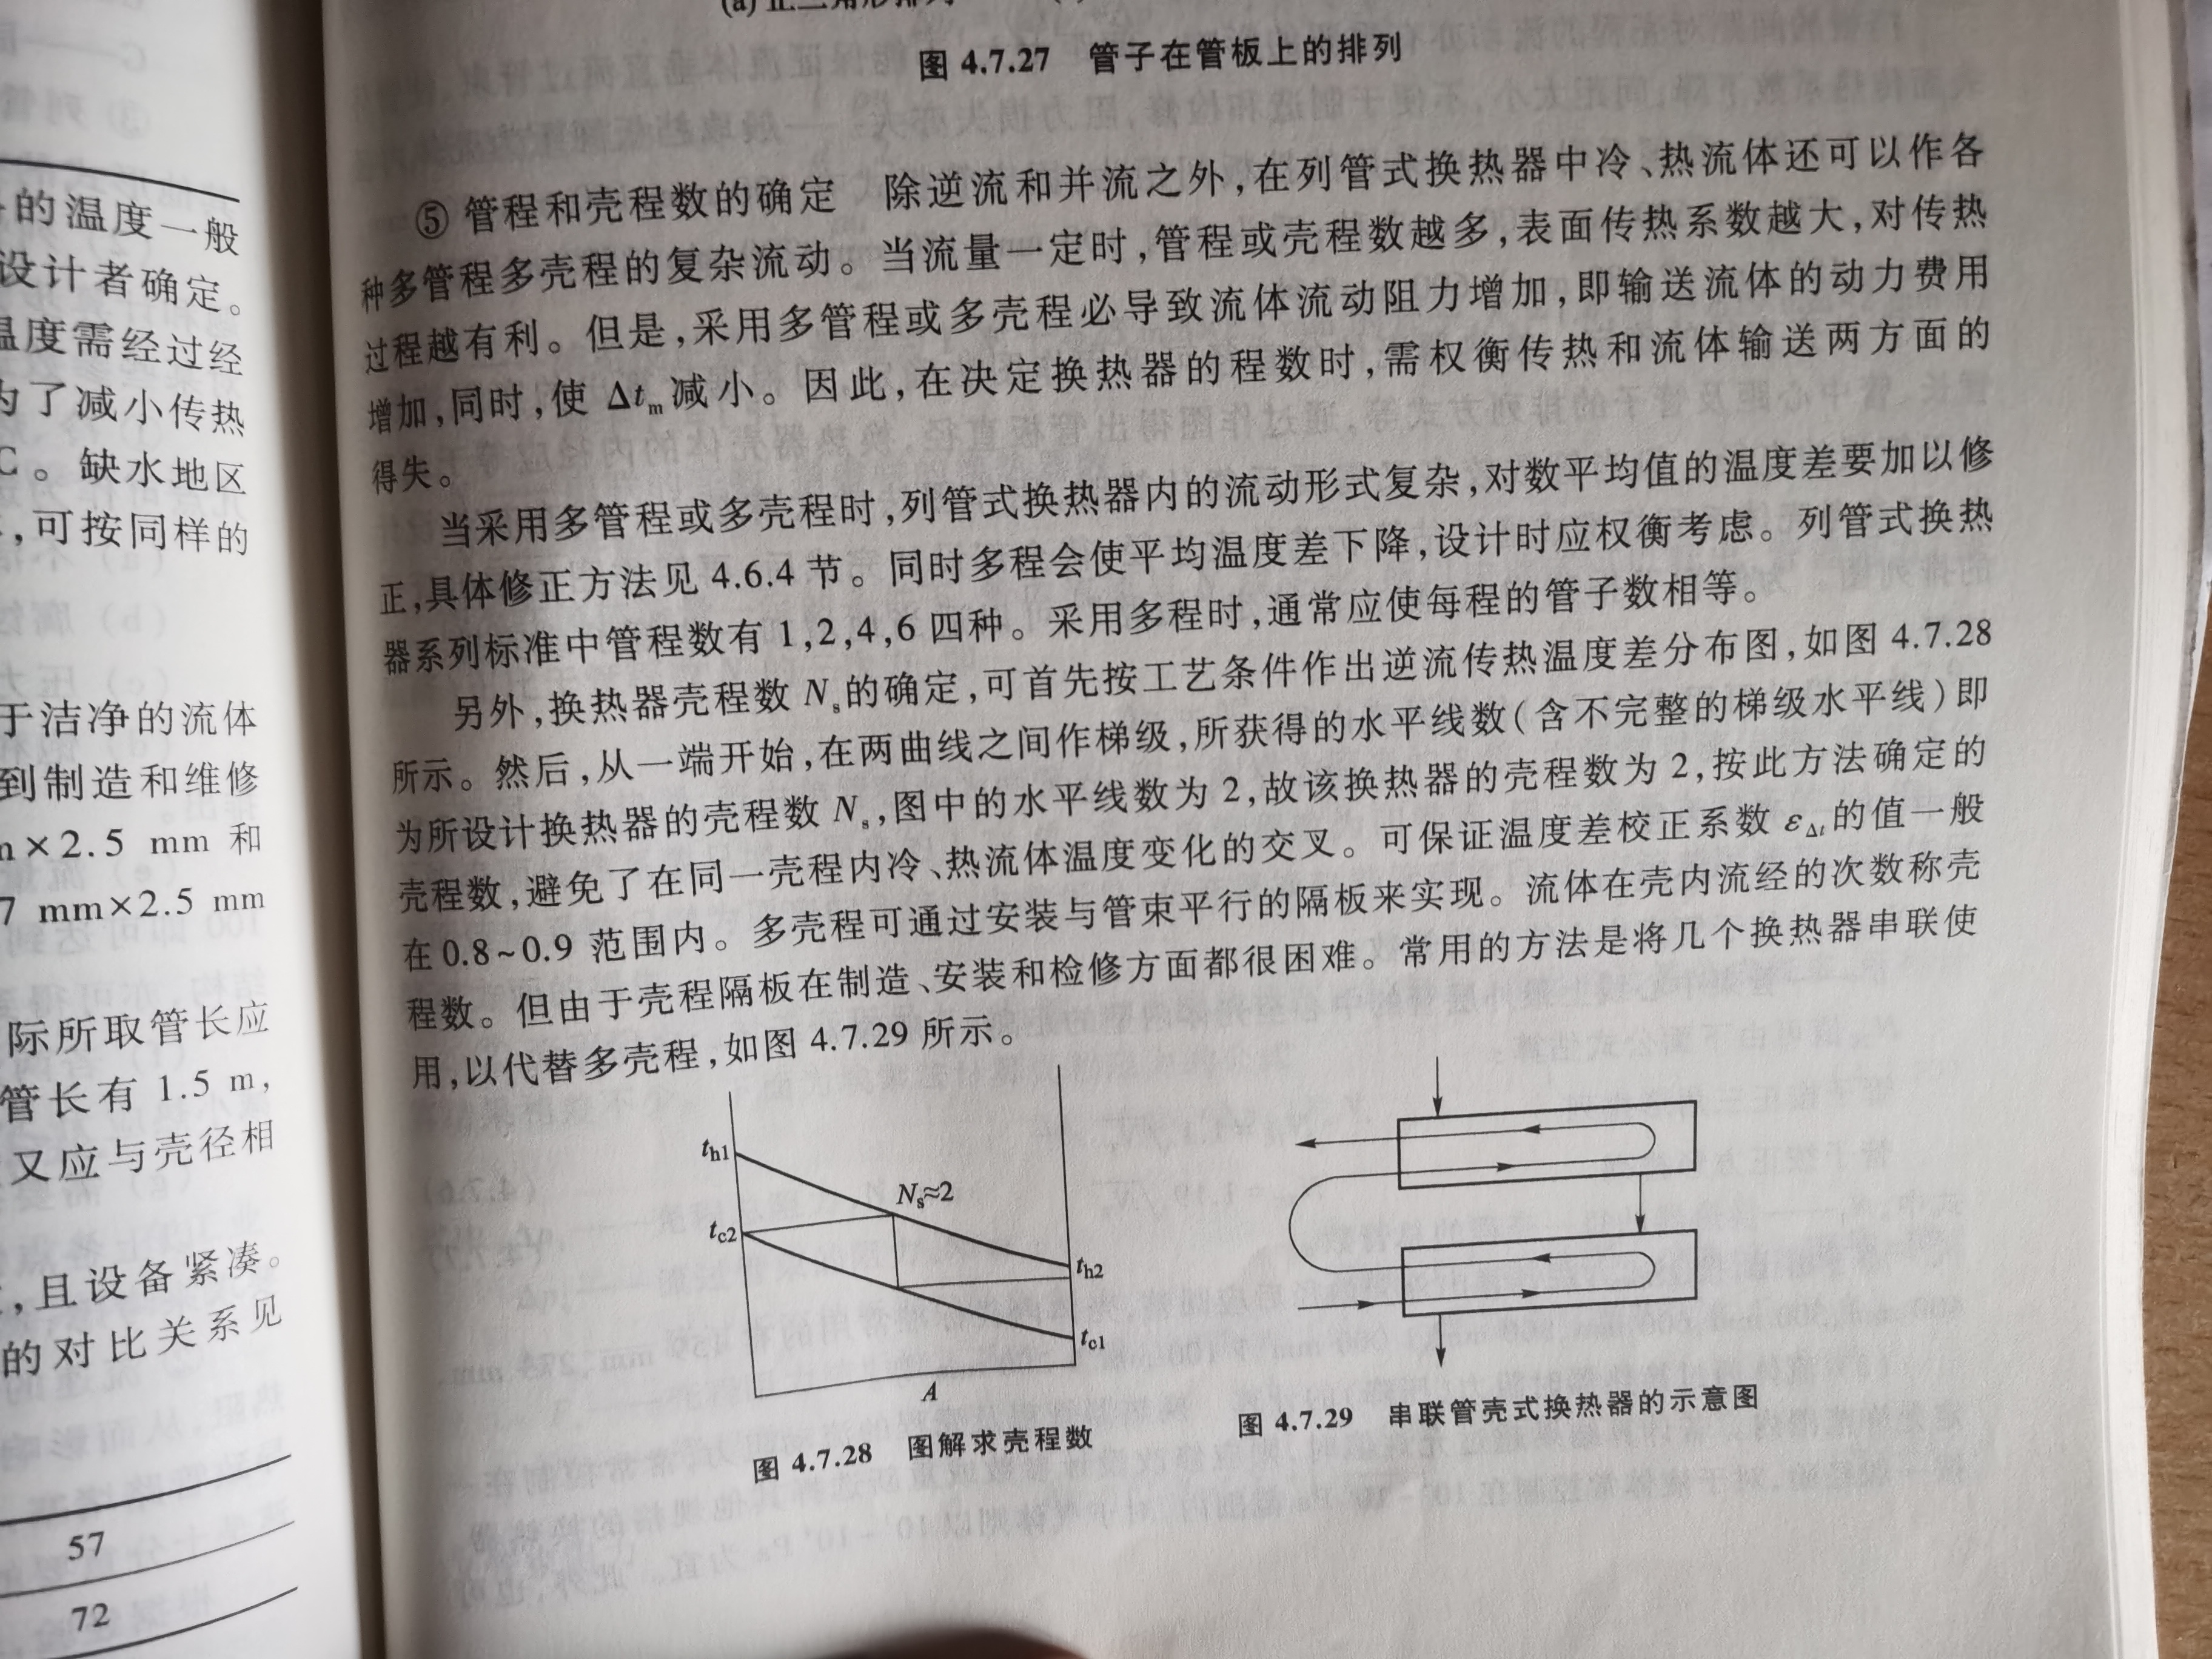 (a) 正三角形排列
图 4.7.27 管子在管板上的排列
⑤ 管程和壳程数的确定 除逆流和并流之外,在列管式换热器中冷、热流体还可以作各
种多管程多壳程的复杂流动。当流量一定时,管程或壳程数越多,表面传热系数越大,对传热
过程越有利。但是,采用多管程或多壳程必导致流体流动阻力增加,即输送流体的动力费用
增加,同时,使 Δtm 减小。因此,在决定换热器的程数时,需权衡传热和流体输送两方面的
得失。
当采用多管程或多壳程时,列管式换热器内的流动形式复杂,对数平均值的温度差要加以修
正,具体修正方法见 4.6.4 节。同时多程会使平均温度差下降,设计时应权衡考虑。列管式换热
器系列标准中管程数有 1,2,4,6 四种。采用多程时,通常应使每程的管子数相等。
另外,换热器壳程数 Ns的确定,可首先按工艺条件作出逆流传热温度差分布图,如图 4.7.28
所示。然后,从一端开始,在两曲线之间作梯级,所获得的水平线数(含不完整的梯级水平线)即
为所设计换热器的壳程数 Ns,图中的水平线数为 2,故该换热器的壳程数为 2,按此方法确定的
壳程数,避免了在同一壳程内冷、热流体温度变化的交叉。可保证温度差校正系数 εΔt的值一般
在 0.8~0.9 范围内。多壳程可通过安装与管束平行的隔板来实现。流体在壳内流经的次数称壳
程数。但由于壳程隔板在制造、安装和检修方面都很困难。常用的方法是将几个换热器串联使
用,以代替多壳程,如图 4.7.29 所示。
th1
Ns≈2
tc2
th2
tc1
A
图 4.7.28 图解求壳程数
图 4.7.29 串联管壳式换热器的示意图
的温度一般
设计者确定。
温度需经过经
为了减小传热
C。缺水地区
,可按同样的
于洁净的流体
到制造和维修
m×2.5 mm 和
7 mm×2.5 mm
际所取管长应
管长有 1.5 m,
又应与壳径相
,且设备紧凑。
的对比关系见
57
72